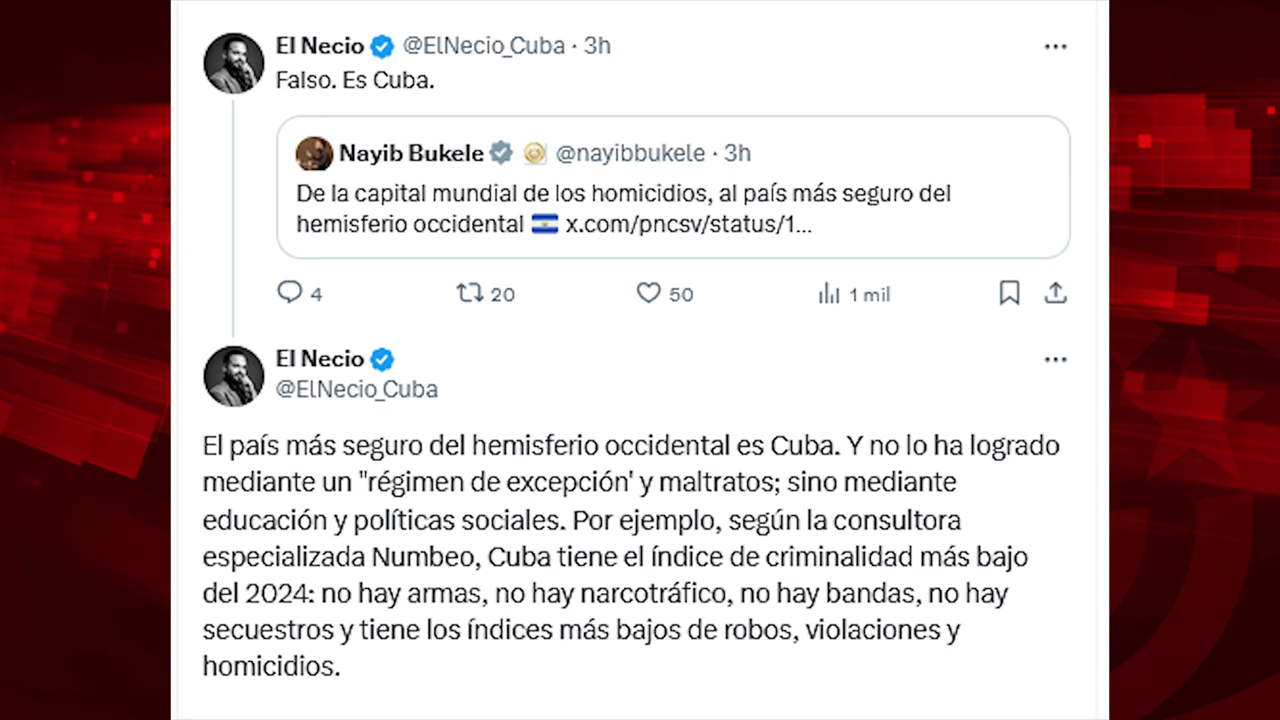 El Necio @ElNecio_Cuba · 3h
Falso. Es Cuba.
Nayib Bukele @nayibbukele · 3h
De la capital mundial de los homicidios, al país más seguro del
hemisferio occidental 🇸🇻 x.com/pncsv/status/1...
4 20 50 1 mil
El Necio
@ElNecio_Cuba
El país más seguro del hemisferio occidental es Cuba. Y no lo ha logrado
mediante un "régimen de excepción' y maltratos; sino mediante
educación y políticas sociales. Por ejemplo, según la consultora
especializada Numbeo, Cuba tiene el índice de criminalidad más bajo
del 2024: no hay armas, no hay narcotráfico, no hay bandas, no hay
secuestros y tiene los índices más bajos de robos, violaciones y
homicidios.